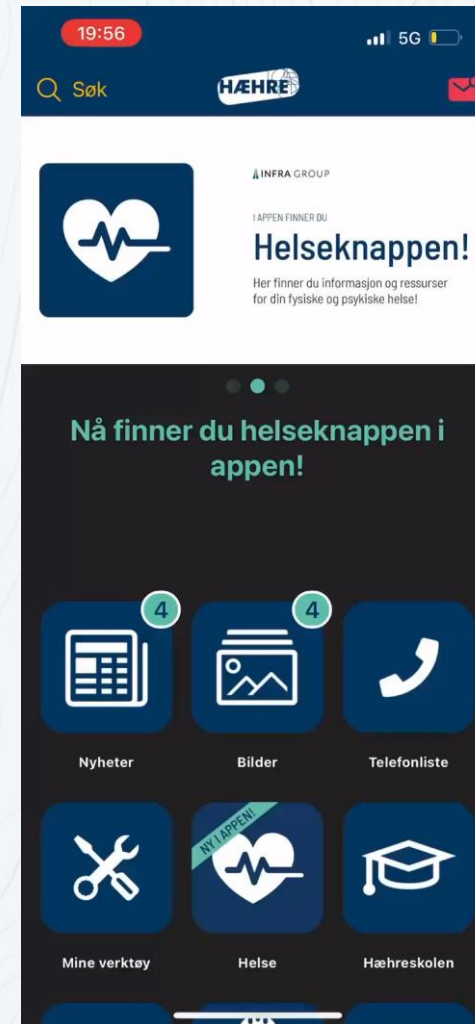 19:56
5G
Søk
HÆHRE
INFRA GROUP
I APPEN FINNER DU
Helseknappen!
Her finner du informasjon og ressurser
for din fysiske og psykiske helse!
Nå finner du helseknappen i
appen!
4
4
Nyheter
Bilder
Telefonliste
NY I APPEN!
Mine verktøy
Helse
Hæhreskolen